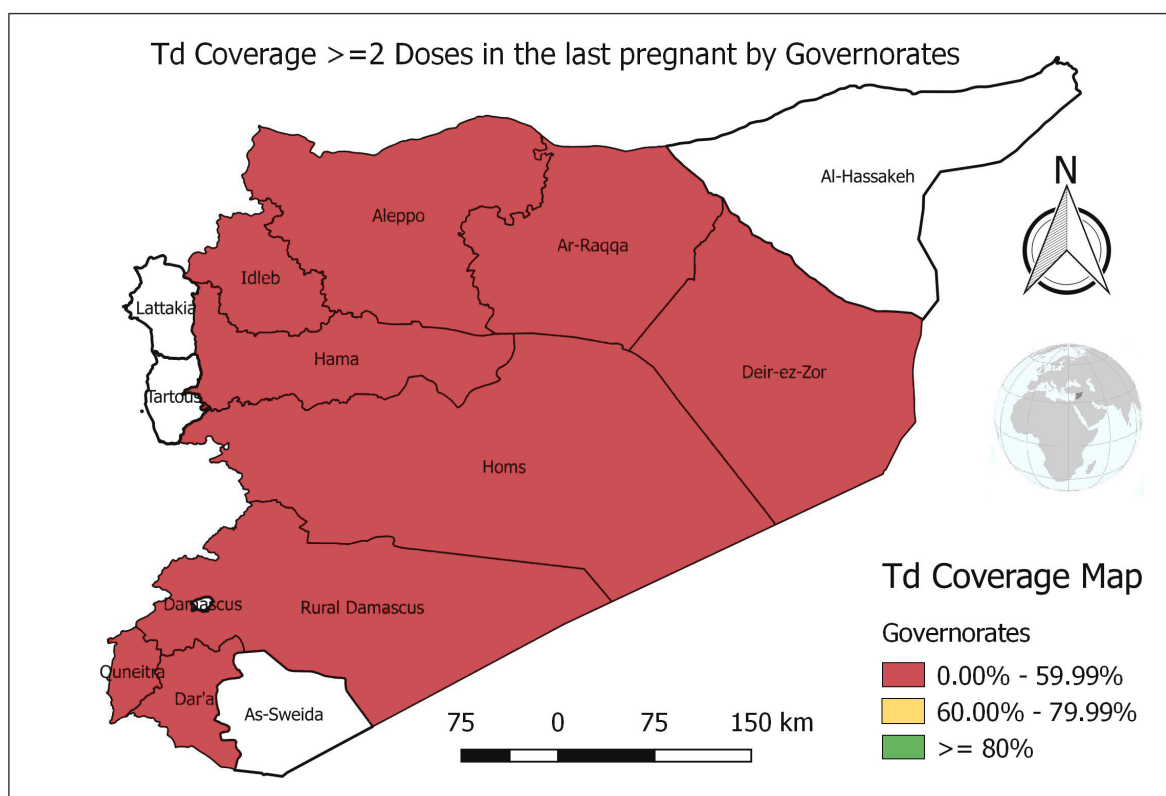 Td Coverage >=2 Doses in the last pregnant by Governorates
Al-Hassakeh
N
Aleppo
Ar-Raqqa
Idleb
Lattakia
Hama
Deir-ez-Zor
Tartous
Homs
Td Coverage Map
Damascus
Rural Damascus
Governorates
Quneitra
0.00% - 59.99%
Dar'a
As-Sweida
60.00% - 79.99%
75 0 75 150 km
>= 80%